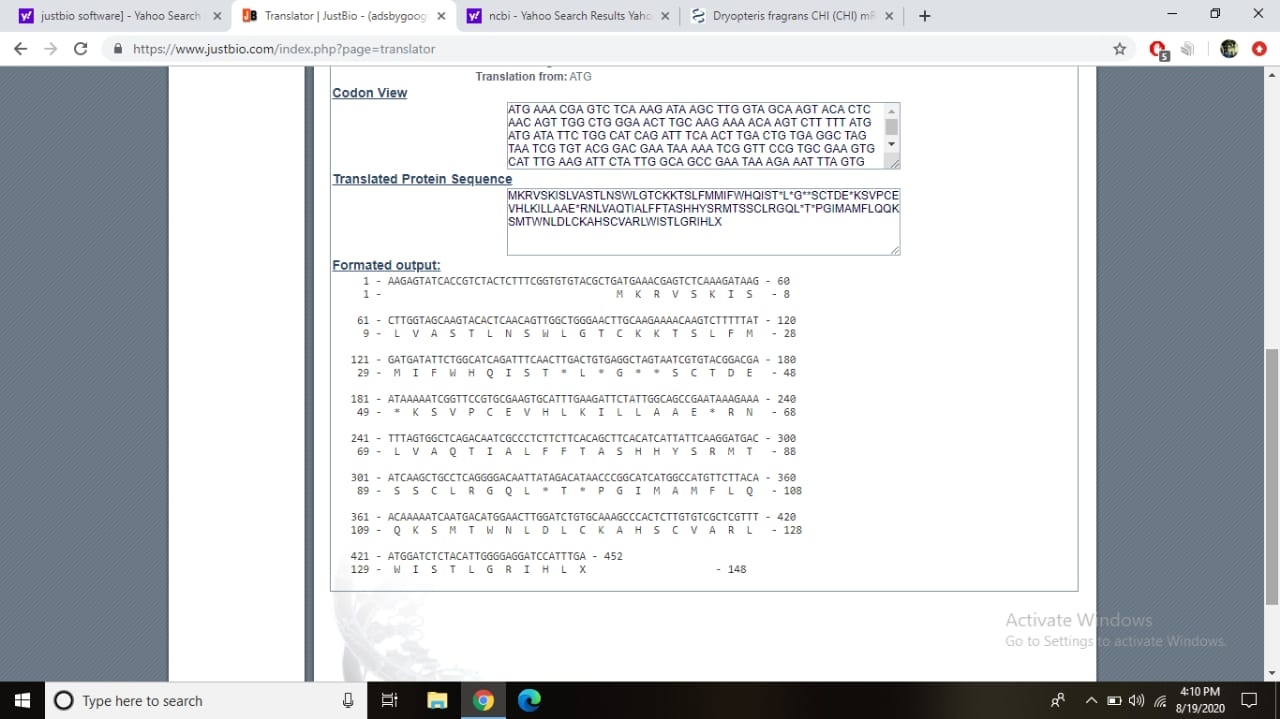 justbio software] - Yahoo Search
Translator | JustBio - (adsbygoog
ncbi - Yahoo Search Results Yaho
Dryopteris fragrans CHI (CHI) mR
https://www.justbio.com/index.php?page=translator
5
Translation from: ATG
Codon View
ATG AAA CGA GTC TCA AAG ATA AGC TTG GTA GCA AGT ACA CTC
AAC AGT TGG CTG GGA ACT TGC AAG AAA ACA AGT CTT TTT ATG
ATG ATA TTC TGG CAT CAG ATT TCA ACT TGA CTG TGA GGC TAG
TAA TCG TGT ACG GAC GAA TAA AAA TCG GTT CCG TGC GAA GTG
CAT TTG AAG ATT CTA TTG GCA GCC GAA TAA AGA AAT TTA GTG
Translated Protein Sequence
MKRVSKISLVASTLNSWLGTCKKTSLFMMIFWHQIST*L*G**SCTDE*KSVPCE
VHLKILLAAE*RNLVAQTIALFFTASHHYSRMTSSCLRGQL*T*PGIMAMFLQQK
SMTWNLDLCKAHSCVARLWISTLGRIHLX
Formated output:
1 - AAGAGTATCACCGTCTACTCTTTCGGTGTGTACGCTGATGAAACGAGTCTCAAAGATAAG - 60
1 - M K R V S K I S - 8
61 - CTTGGTAGCAAGTACACTCAACAGTTGGCTGGGAACTTGCAAGAAAACAAGTCTTTTTAT - 120
9 - L V A S T L N S W L G T C K K T S L F M - 28
121 - GATGATATTCTGGCATCAGATTTCAACTTGACTGTGAGGCTAGTAATCGTGTACGGACGA - 180
29 - M I F W H Q I S T * L * G * * S C T D E - 48
181 - ATAAAAATCGGTTCCGTGCGAAGTGCATTTGAAGATTCTATTGGCAGCCGAATAAAGAAA - 240
49 - * K S V P C E V H L K I L L A A E * R N - 68
241 - TTTAGTGGCTCAGACAATCGCCCTCTTCTTCACAGCTTCACATCATTATTCAAGGATGAC - 300
69 - L V A Q T I A L F F T A S H H Y S R M T - 88
301 - ATCAAGCTGCCTCAGGGGACAATTATAGACATAACCCGGCATCATGGCCATGTTCTTACA - 360
89 - S S C L R G Q L * T * P G I M A M F L Q - 108
361 - ACAAAAATCAATGACATGGAACTTGGATCTGTGCAAAGCCCACTCTTGTGTCGCTCGTTT - 420
109 - Q K S M T W N L D L C K A H S C V A R L - 128
421 - ATGGATCTCTACATTGGGGAGGATCCATTTGA - 452
129 - W I S T L G R I H L X - 148
Activate Windows
Go to Settings to activate Windows.
Type here to search
4:10 PM
8/19/2020